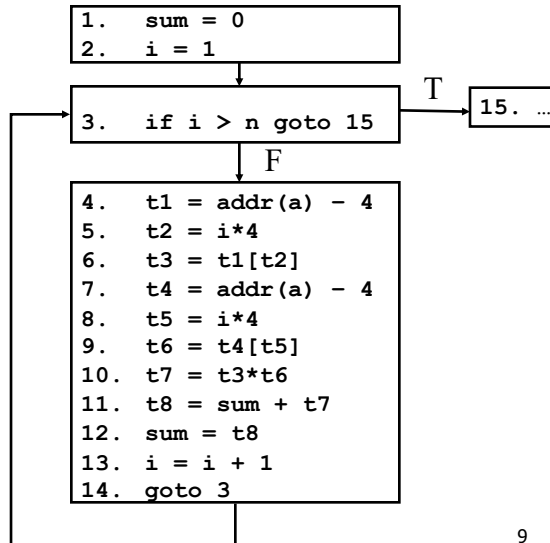 1. sum = 0
2. i = 1
3. if i > n goto 15
T
15. …
F
4. t1 = addr(a) – 4
5. t2 = i*4
6. t3 = t1[t2]
7. t4 = addr(a) – 4
8. t5 = i*4
9. t6 = t4[t5]
10. t7 = t3*t6
11. t8 = sum + t7
12. sum = t8
13. i = i + 1
14. goto 3
9